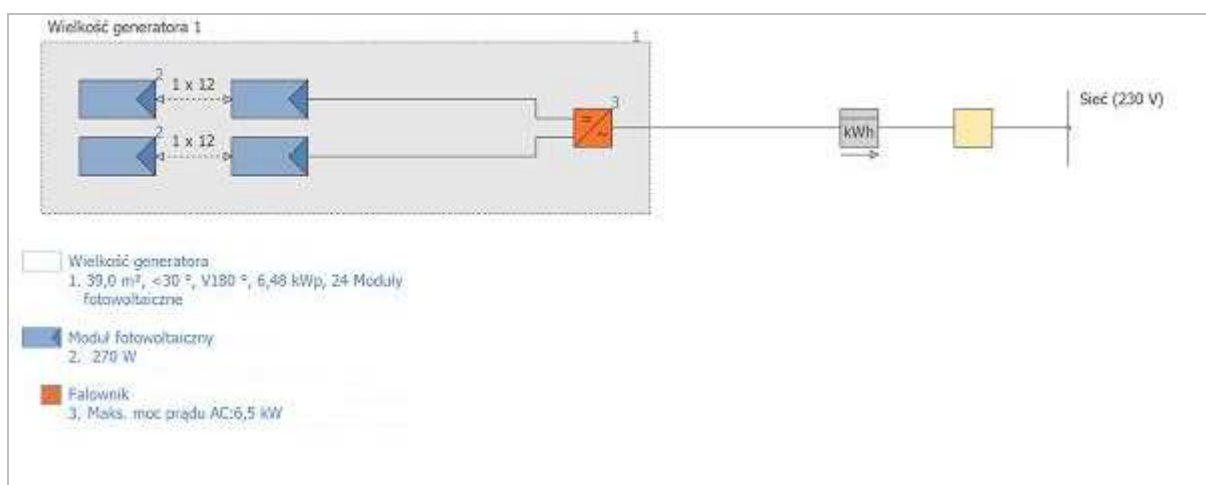 Wielkość generatora 1
1
2
1 x 12
2
1 x 12
3
=
~
kWh
Sieć (230 V)
Wielkość generatora
1. 39,0 m², <30 °, V180 °, 6,48 kWp, 24 Moduły
fotowoltaiczne
Moduł fotowoltaiczny
2. 270 W
Falownik
3. Maks. moc prądu AC:6,5 kW